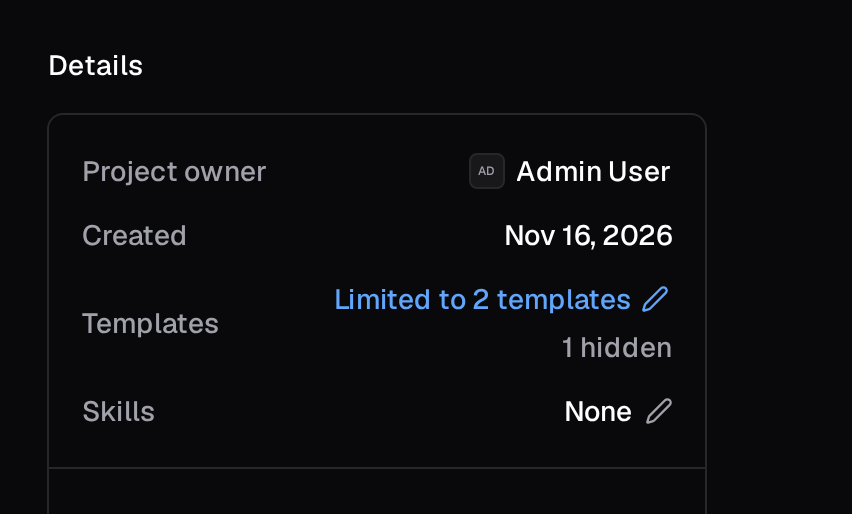 Details
Project owner AD Admin User
Created Nov 16, 2026
Templates Limited to 2 templates
1 hidden
Skills None